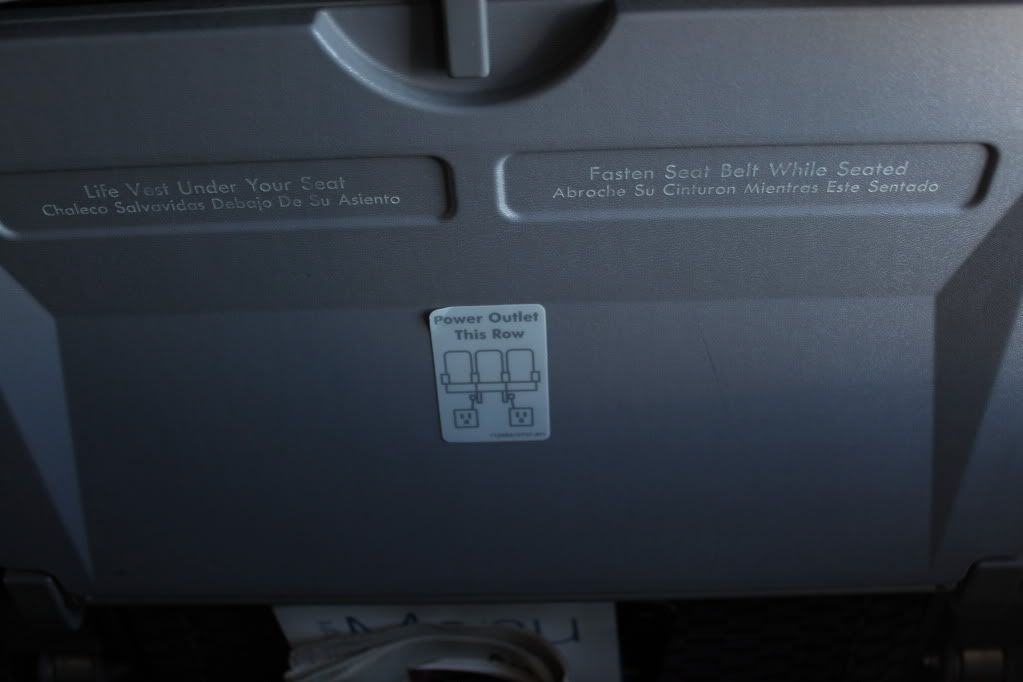 Life Vest Under Your Seat
Chaleco Salvavidas Debajo De Su Asiento
Fasten Seat Belt While Seated
Abroche Su Cinturon Mientras Este Sentado
Power Outlet
This Row